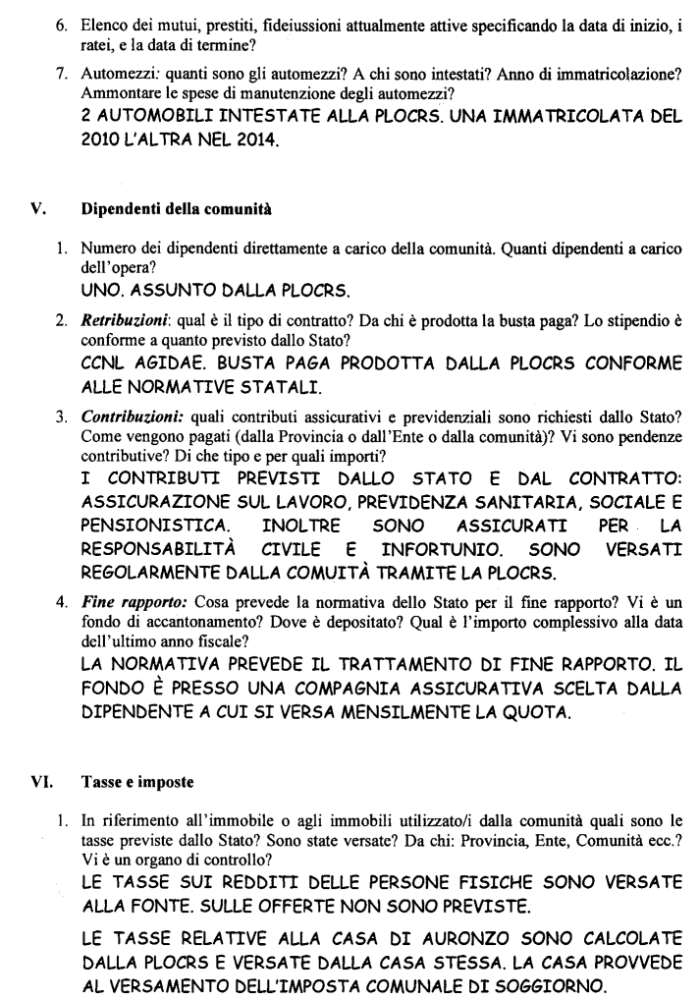 6. Elenco dei mutui, prestiti, fideiussioni attualmente attive specificando la data di inizio, i
ratei, e la data di termine?
7. Automezzi: quanti sono gli automezzi? A chi sono intestati? Anno di immatricolazione?
Ammontare le spese di manutenzione degli automezzi?
2 AUTOMOBILI INTESTATE ALLA PLOCRS. UNA IMMATRICOLATA DEL
2010 L'ALTRA NEL 2014.
V. Dipendenti della comunità
1. Numero dei dipendenti direttamente a carico della comunità. Quanti dipendenti a carico
dell'opera?
UNO. ASSUNTO DALLA PLOCRS.
2. Retribuzioni: qual è il tipo di contratto? Da chi è prodotta la busta paga? Lo stipendio è
conforme a quanto previsto dallo Stato?
CCNL AGIDAE. BUSTA PAGA PRODOTTA DALLA PLOCRS CONFORME
ALLE NORMATIVE STATALI.
3. Contribuzioni: quali contributi assicurativi e previdenziali sono richiesti dallo Stato?
Come vengono pagati (dalla Provincia o dall'Ente o dalla comunità)? Vi sono pendenze
contributive? Di che tipo e per quali importi?
I CONTRIBUTI PREVISTI DALLO STATO E DAL CONTRATTO:
ASSICURAZIONE SUL LAVORO, PREVIDENZA SANITARIA, SOCIALE E
PENSIONISTICA. INOLTRE SONO ASSICURATI PER LA
RESPONSABILITÀ CIVILE E INFORTUNIO. SONO VERSATI
REGOLARMENTE DALLA COMUITÀ TRAMITE LA PLOCRS.
4. Fine rapporto: Cosa prevede la normativa dello Stato per il fine rapporto? Vi è un
fondo di accantonamento? Dove è depositato? Qual è l'importo complessivo alla data
dell'ultimo anno fiscale?
LA NORMATIVA PREVEDE IL TRATTAMENTO DI FINE RAPPORTO. IL
FONDO È PRESSO UNA COMPAGNIA ASSICURATIVA SCELTA DALLA
DIPENDENTE A CUI SI VERSA MENSILMENTE LA QUOTA.
VI. Tasse e imposte
1. In riferimento all'immobile o agli immobili utilizzato/i dalla comunità quali sono le
tasse previste dallo Stato? Sono state versate? Da chi: Provincia, Ente, Comunità ecc.?
Vi è un organo di controllo?
LE TASSE SUI REDDITI DELLE PERSONE FISICHE SONO VERSATE
ALLA FONTE. SULLE OFFERTE NON SONO PREVISTE.
LE TASSE RELATIVE ALLA CASA DI AURONZO SONO CALCOLATE
DALLA PLOCRS E VERSATE DALLA CASA STESSA. LA CASA PROVVEDE
AL VERSAMENTO DELL'IMPOSTA COMUNALE DI SOGGIORNO.